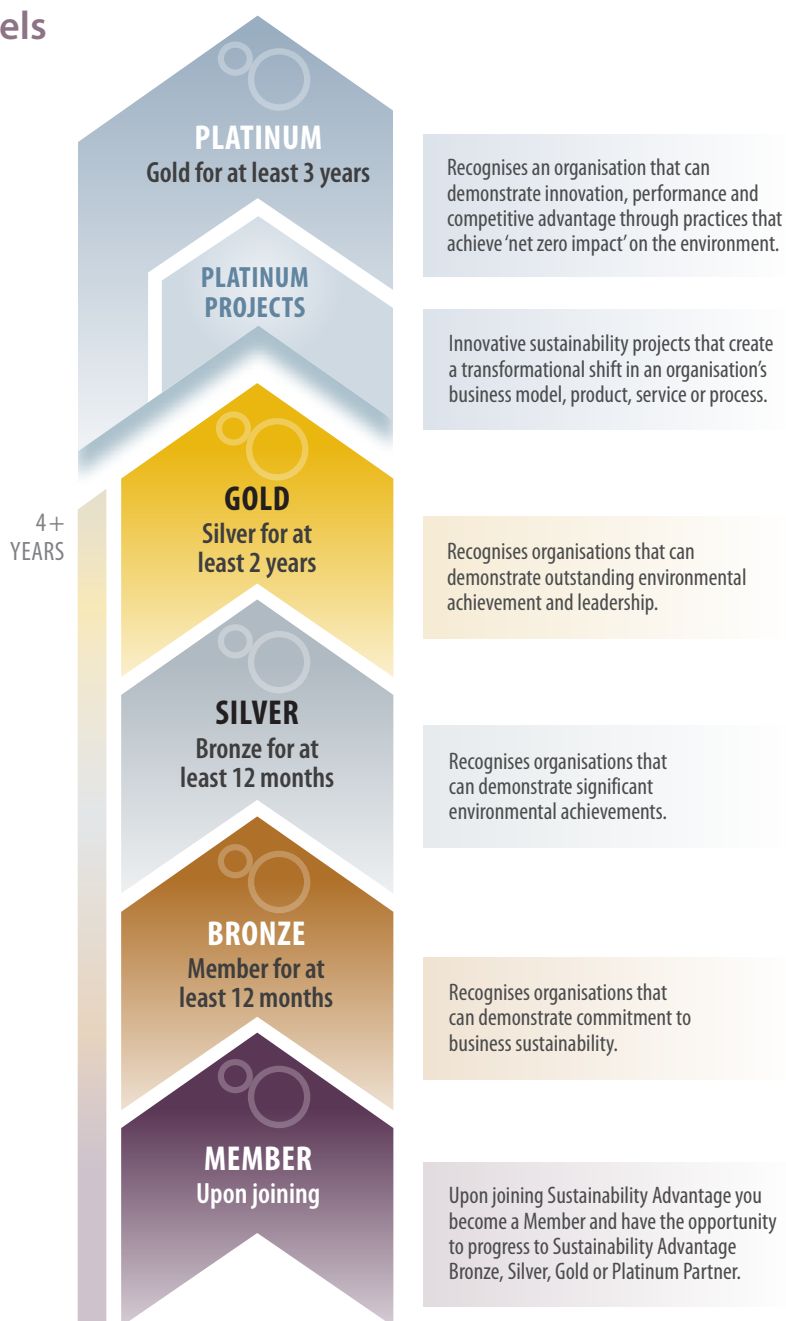 els
PLATINUM
Gold for at least 3 years
Recognises an organisation that can
demonstrate innovation, performance and
competitive advantage through practices that
achieve ‘net zero impact’ on the environment.
PLATINUM
PROJECTS
Innovative sustainability projects that create
a transformational shift in an organisation’s
business model, product, service or process.
4+
YEARS
GOLD
Silver for at
least 2 years
Recognises organisations that can
demonstrate outstanding environmental
achievement and leadership.
SILVER
Bronze for at
least 12 months
Recognises organisations that
can demonstrate significant
environmental achievements.
BRONZE
Member for at
least 12 months
Recognises organisations that
can demonstrate commitment to
business sustainability.
MEMBER
Upon joining
Upon joining Sustainability Advantage you
become a Member and have the opportunity
to progress to Sustainability Advantage
Bronze, Silver, Gold or Platinum Partner.